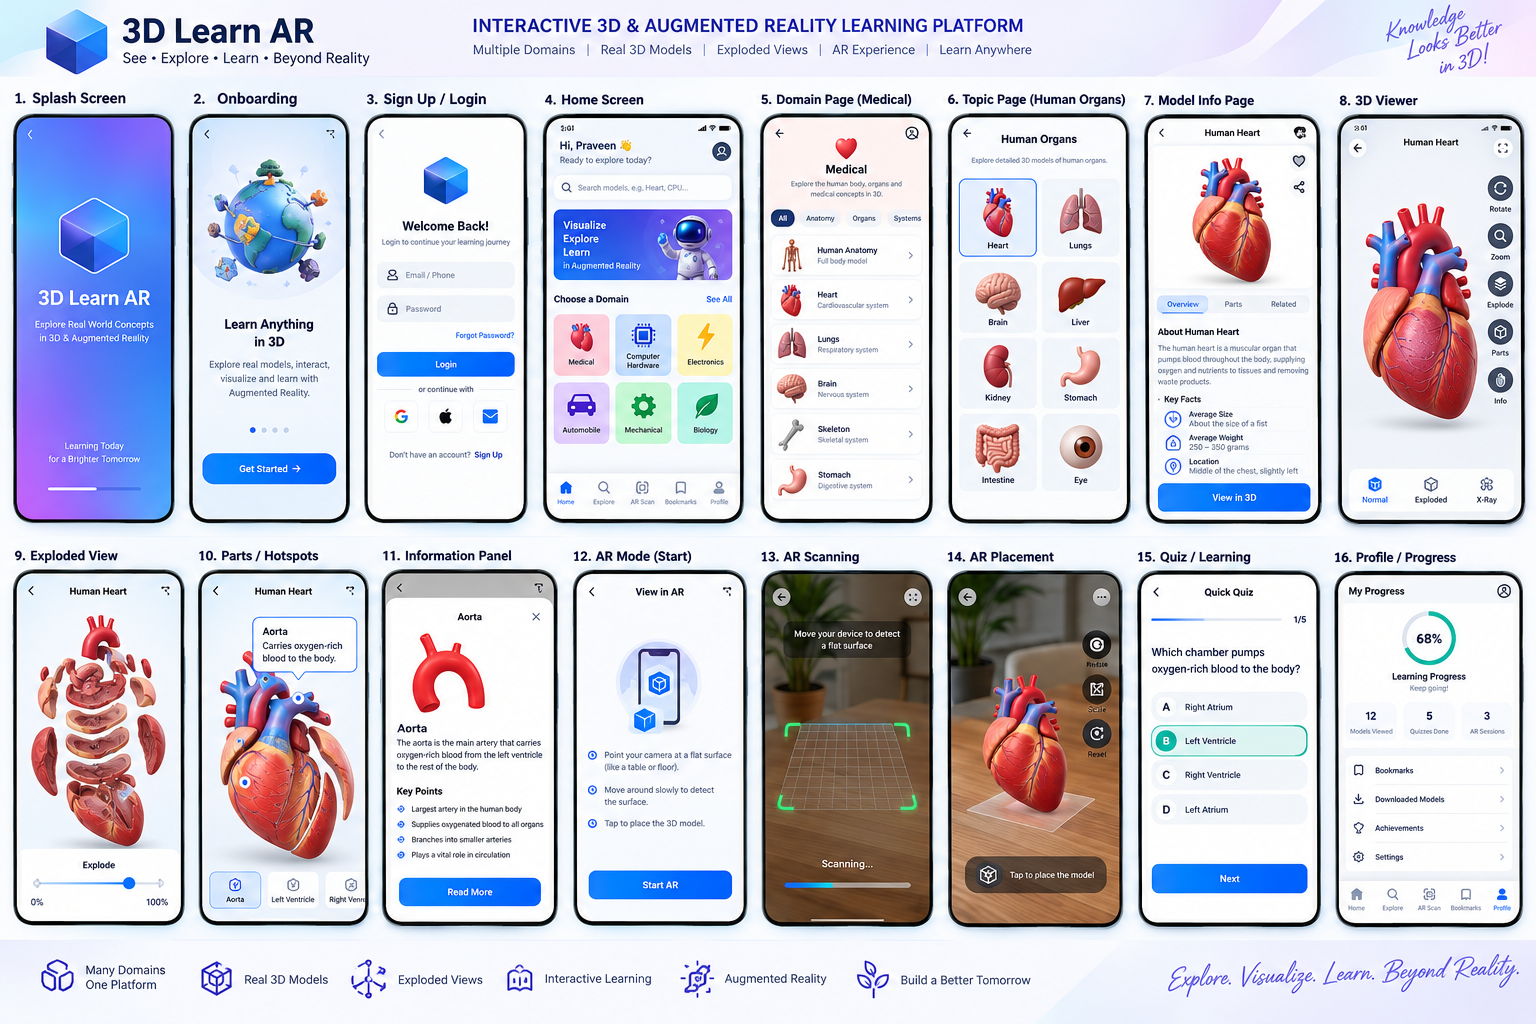 3D Learn AR
See • Explore • Learn • Beyond Reality
INTERACTIVE 3D & AUGMENTED REALITY LEARNING PLATFORM
Multiple Domains | Real 3D Models | Exploded Views | AR Experience | Learn Anywhere
Knowledge
Looks Better
in 3D!
1. Splash Screen
3D Learn AR
Explore Real World Concepts
in 3D & Augmented Reality
Learning Today
for a Brighter Tomorrow
2. Onboarding
Learn Anything
in 3D
Explore real models, interact,
visualize and learn with
Augmented Reality.
Get Started →
3. Sign Up / Login
Welcome Back!
Login to continue your learning journey
Email / Phone
Password
Forgot Password?
Login
or continue with
G
Don't have an account? Sign Up
4. Home Screen
Hi, Praveen 👋
Ready to explore today?
Search models, e.g, Heart, CPU...
Visualize
Explore
Learn
in Augmented Reality
Choose a Domain
See All
Medical
Computer
Hardware
Electronics
Automobile
Mechanical
Biology
Home
Explore
AR Scan
Bookmarks
Profile
5. Domain Page (Medical)
Medical
Explore the human body, organs and
medical concepts in 3D.
All
Anatomy
Organs
Systems
Human Anatomy
Full body model
Heart
Cardiovascular system
Lungs
Respiratory system
Brain
Nervous system
Skeleton
Skeletal system
Stomach
Digestive system
6. Topic Page (Human Organs)
Human Organs
Explore detailed 3D models of human organs.
Heart
Lungs
Brain
Liver
Kidney
Stomach
Intestine
Eye
7. Model Info Page
Human Heart
Overview
Parts
Related
About Human Heart
The human heart is a muscular organ that
pumps blood throughout the body, supplying
oxygen and nutrients to tissues and removing
waste products.
· Key Facts
Average Size
About the size of a fist
Average Weight
250 – 350 grams
Location
Middle of the chest, slightly left
View in 3D
8. 3D Viewer
Human Heart
Rotate
Zoom
Explode
Parts
Info
Normal
Exploded
X-Ray
9. Exploded View
Human Heart
Explode
0%
100%
10. Parts / Hotspots
Human Heart
Aorta
Carries oxygen-rich
blood to the body.
Aorta
Left Ventricle
Right Ven
11. Information Panel
Aorta
Aorta
The aorta is the main artery that carries
oxygen-rich blood from the left ventricle
to the rest of the body.
Key Points
Largest artery in the human body
Supplies oxygenated blood to all organs
Branches into smaller arteries
Plays a vital role in circulation
Read More
12. AR Mode (Start)
View in AR
Point your camera at a flat surface
(like a table or floor).
Move around slowly to detect
the surface.
Tap to place the 3D model.
Start AR
13. AR Scanning
Move your device to detect
a flat surface
Scanning...
14. AR Placement
Scale
Reset
Tap to place the model
15. Quiz / Learning
Quick Quiz
1/5
Which chamber pumps
oxygen-rich blood to the body?
A Right Atrium
B Left Ventricle
C Right Ventricle
D Left Atrium
Next
16. Profile / Progress
My Progress
68%
Learning Progress
Keep going!
12
Models Viewed
5
Quizzes Done
3
AR Sessions
Bookmarks
Downloaded Models
Achievements
Settings
Home
Explore
AR Scan
Bookmarks
Profile
Many Domains
One Platform
Real 3D Models
Exploded Views
Interactive Learning
Augmented Reality
Build a Better Tomorrow
Explore. Visualize. Learn. Beyond Reality.